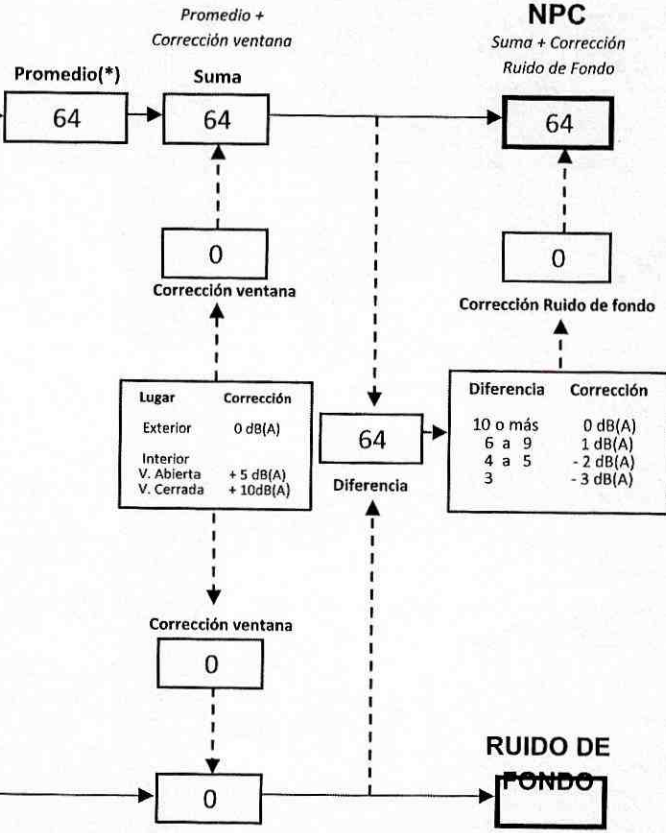 Promedio +
Corrección ventana
NPC
Suma + Corrección
Ruido de Fondo
Promedio(*)
Suma
64
64
64
0
Corrección ventana
0
Corrección Ruido de fondo
Lugar Corrección
Exterior 0 dB(A)
Interior
V. Abierta + 5 dB(A)
V. Cerrada + 10dB(A)
64
Diferencia
Diferencia Corrección
10 o más 0 dB(A)
6 a 9 1 dB(A)
4 a 5 - 2 dB(A)
3 - 3 dB(A)
Corrección ventana
0
0
RUIDO DE
FONDO